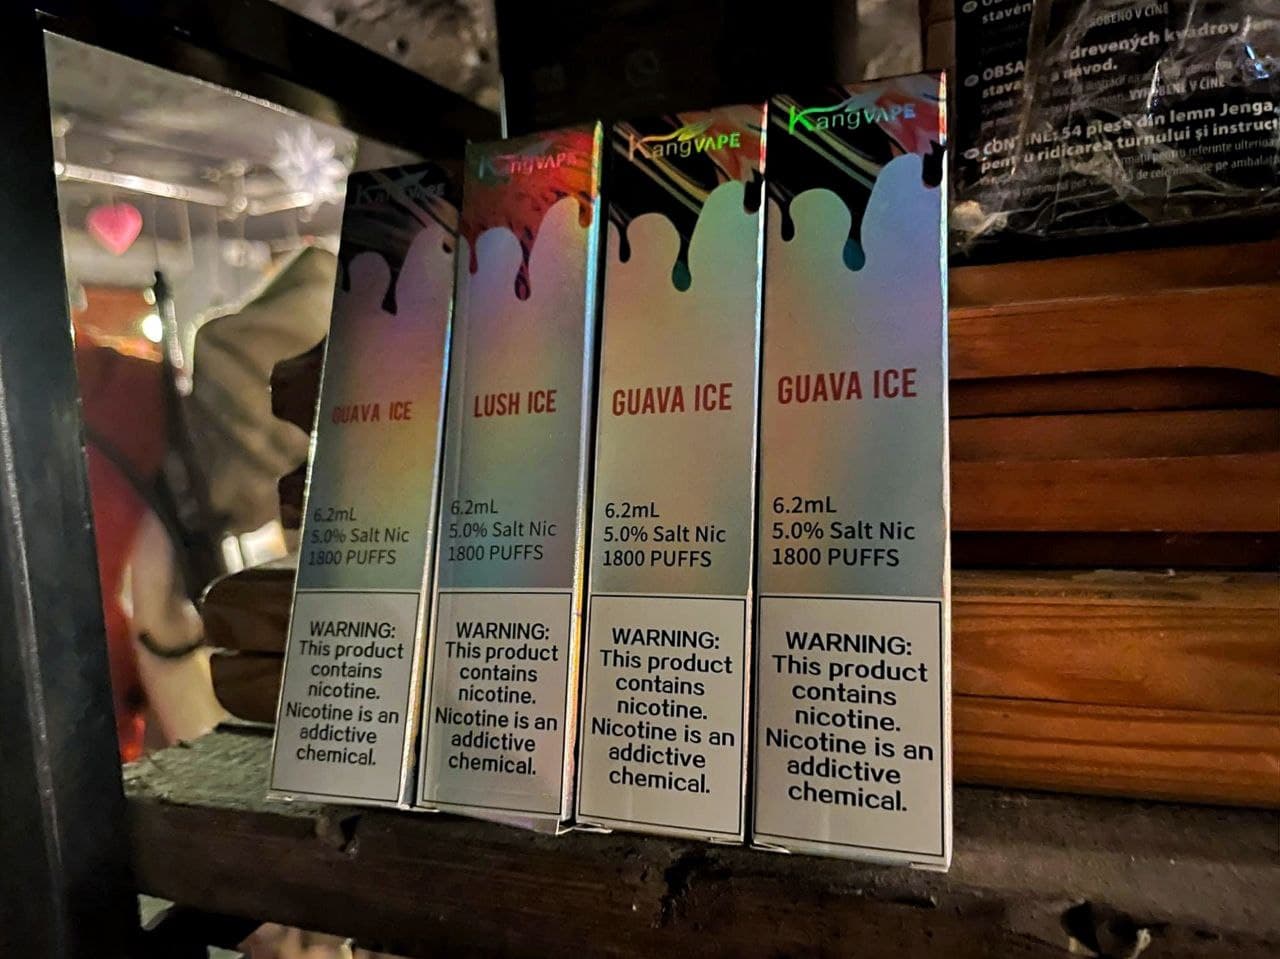 KangVAPE
GUAVA ICE
6.2mL
5.0% Salt Nic
1800 PUFFS
WARNING:
This product
contains
nicotine.
Nicotine is an
addictive
chemical.
KangVAPE
LUSH ICE
6.2mL
5.0% Salt Nic
1800 PUFFS
WARNING:
This product
contains
nicotine.
Nicotine is an
addictive
chemical.
KangVAPE
GUAVA ICE
6.2mL
5.0% Salt Nic
1800 PUFFS
WARNING:
This product
contains
nicotine.
Nicotine is an
addictive
chemical.
KangVAPE
GUAVA ICE
6.2mL
5.0% Salt Nic
1800 PUFFS
WARNING:
This product
contains
nicotine.
Nicotine is an
addictive
chemical.
drevených kvádrov
a návod.
VYROBENÉ V ČÍNE
54 piese din lemn Jenga,
ridicarea turnului și